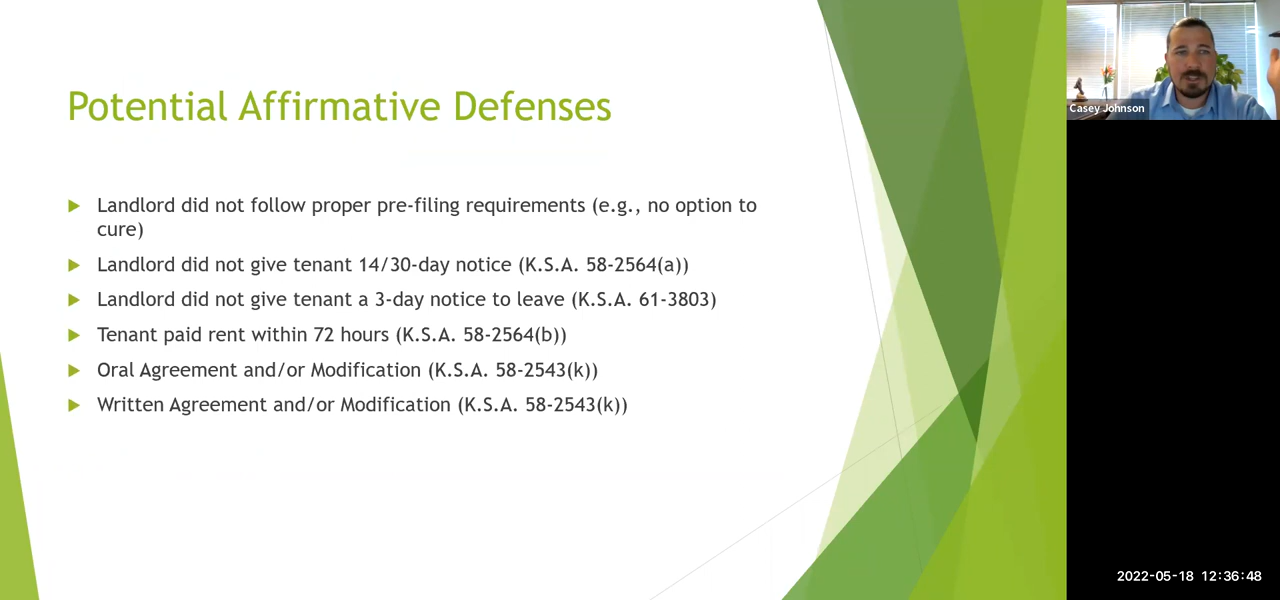 Potential Affirmative Defenses
Landlord did not follow proper pre-filing requirements (e.g., no option to
cure)
Landlord did not give tenant 14/30-day notice (K.S.A. 58-2564(a))
Landlord did not give tenant a 3-day notice to leave (K.S.A. 61-3803)
Tenant paid rent within 72 hours (K.S.A. 58-2564(b))
Oral Agreement and/or Modification (K.S.A. 58-2543(k))
Written Agreement and/or Modification (K.S.A. 58-2543(k))
Casey Johnson
2022-05-18 12:36:48